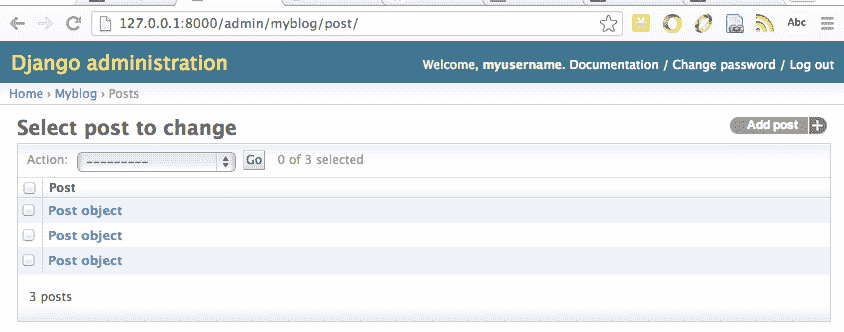 127.0.0.1:8000/admin/myblog/post/
Abc
Django administration
Welcome, myusername. Documentation / Change password / Log out
Home › Myblog › Posts
Select post to change
Add post +
Action: --------- Go 0 of 3 selected
Post
Post object
Post object
Post object
3 posts